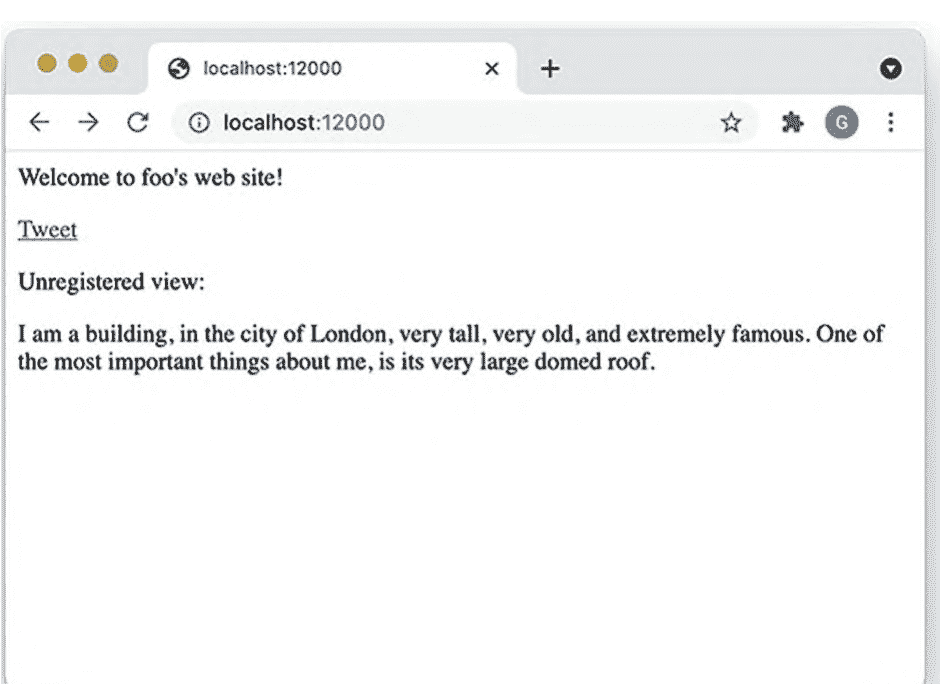 localhost:12000
localhost:12000
G
Welcome to foo's web site!
Tweet
Unregistered view:
I am a building, in the city of London, very tall, very old, and extremely famous. One of
the most important things about me, is its very large domed roof.